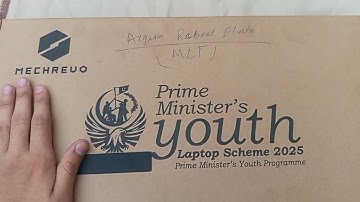 MECHREVO
(MLT)
Prime
Minister's
youth
Laptop Scheme 2025
Prime Minister's Youth Programme